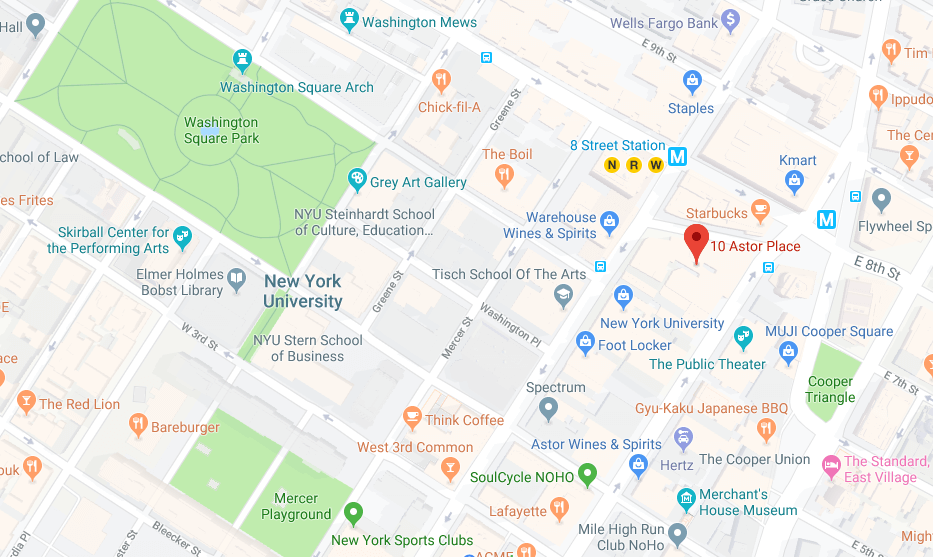 Hall
Washington Mews
Wells Fargo Bank
$
E 9th St
Tim
Washington Square Arch
Chick-fil-A
Greene St
Staples
Ippudo
Washington
Square Park
8 Street Station
N R W
M
The Boil
Kmart
The Cen
chool of Law
Grey Art Gallery
es Frites
NYU Steinhardt School
of Culture, Education...
Warehouse
Wines & Spirits
Starbucks
M
Flywheel Sp
Skirball Center for
the Performing Arts
10 Astor Place
Elmer Holmes
Bobst Library
New York
University
Greene St
Tisch School Of The Arts
E 8th St
Washington Pl
Mercer St
New York University
W 3rd St
NYU Stern School
of Business
Foot Locker
MUJI Cooper Square
The Public Theater
ace
Spectrum
Cooper
Triangle
E 7th St
The Red Lion
Bareburger
Think Coffee
Gyu-Kaku Japanese BBQ
West 3rd Common
Astor Wines & Spirits
Hertz
The Cooper Union
The Standard,
East Village
ouk
SoulCycle NOHO
Mercer
Playground
Lafayette
Merchant's
House Museum
Bleecker St
New York Sports Clubs
Mile High Run
Club NoHo
E 5th St
Migh
ACME